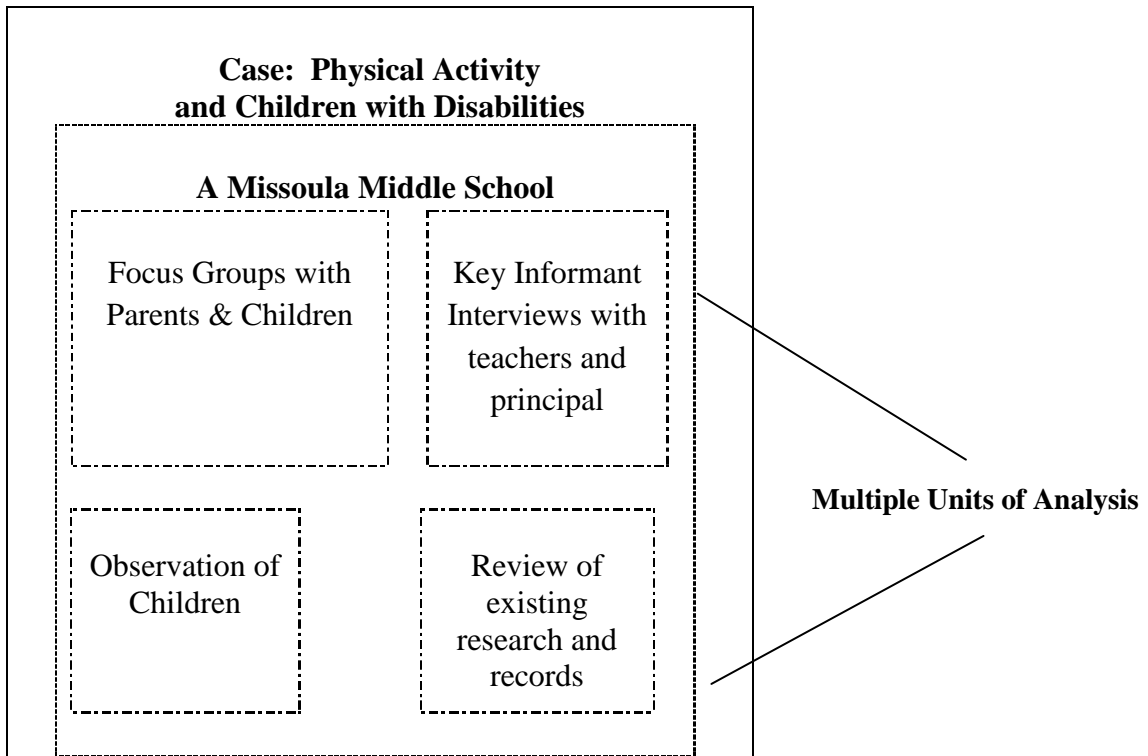 Case:  Physical Activity
and Children with Disabilities
A Missoula Middle School
Focus Groups with
Parents & Children
Key Informant
Interviews with
teachers and
principal
Multiple Units of Analysis
Observation of
Children
Review of
existing
research and
records